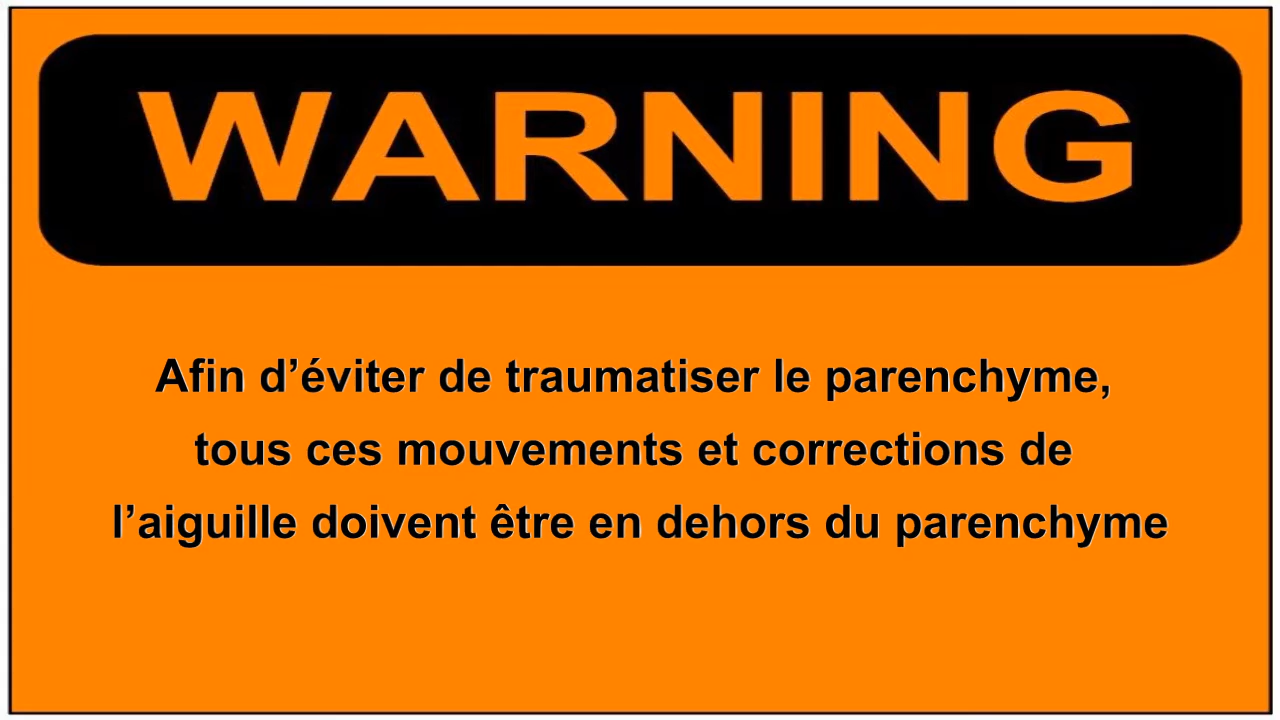 WARNING
Afin d’éviter de traumatiser le parenchyme,
tous ces mouvements et corrections de
l’aiguille doivent être en dehors du parenchyme